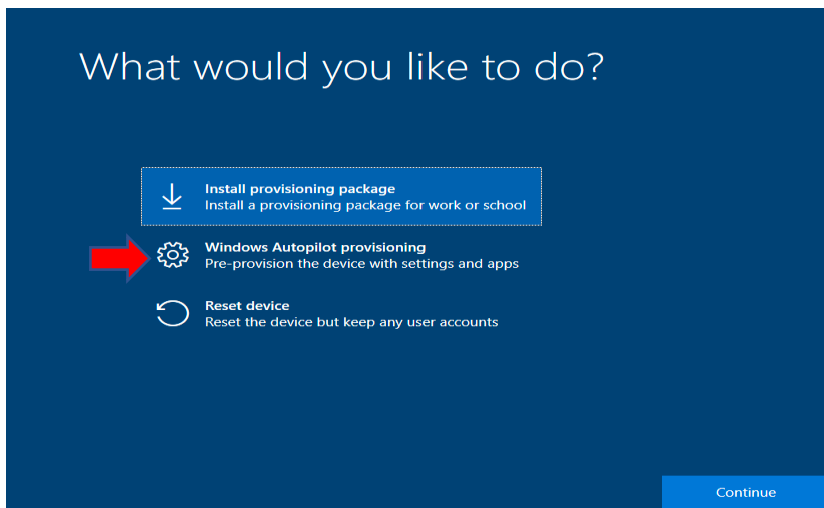 What would you like to do?
Install provisioning package
Install a provisioning package for work or school
Windows Autopilot provisioning
Pre-provision the device with settings and apps
Reset device
Reset the device but keep any user accounts
Continue